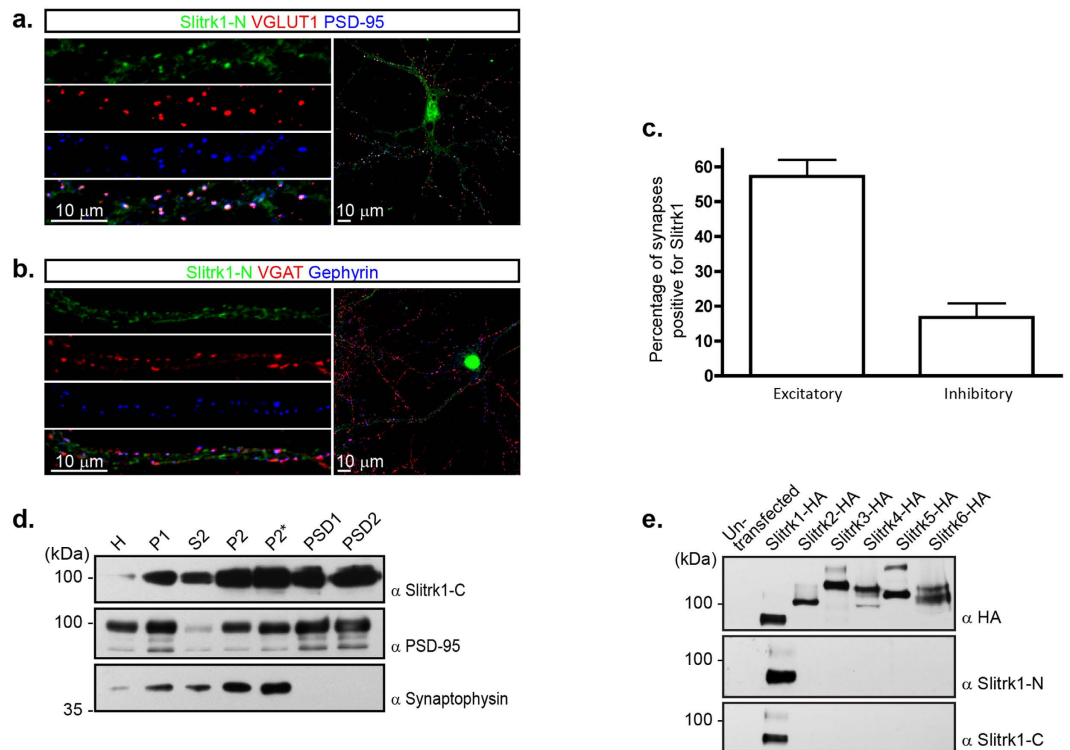 a.
Slitrk1-N VGLUT1 PSD-95
10 μm
10 μm
b.
Slitrk1-N VGAT Gephyrin
10 μm
10 μm
c.
Percentage of synapses
positive for Slitrk1
60
50
40
30
20
10
0
Excitatory
Inhibitory
d.
H P1 S2 P2 P2* PSD1 PSD2
(kDa)
100 -
α Slitrk1-C
100 -
α PSD-95
35 -
α Synaptophysin
e.
Un-
transfected
Slitrk1-HA
Slitrk2-HA
Slitrk3-HA
Slitrk4-HA
Slitrk5-HA
Slitrk6-HA
(kDa)
100 -
α HA
100 -
α Slitrk1-N
100 -
α Slitrk1-C